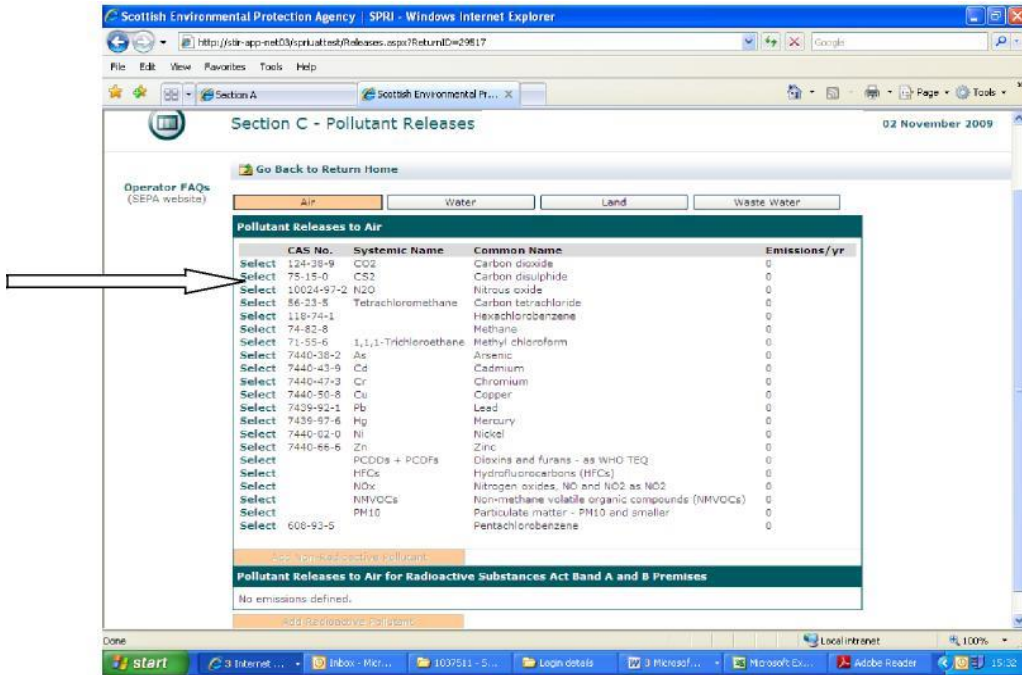 Scottish Environmental Protection Agency | SPRI - Windows Internet Explorer
http://stir-app-net03/spriuattest/Releases.aspx?ReturnID=29517
Google
File Edit View Favorites Tools Help
Section A Scottish Environmental Pr... Page Tools
Section C - Pollutant Releases 02 November 2009
Go Back to Return Home
Operator FAQs
(SEPA website)
Air Water Land Waste Water
Pollutant Releases to Air
CAS No. Systemic Name Common Name Emissions/yr
Select 124-38-9 CO2 Carbon dioxide 0
Select 75-15-0 CS2 Carbon disulphide 0
Select 10024-97-2 N2O Nitrous oxide 0
Select 56-23-5 Tetrachloromethane Carbon tetrachloride 0
Select 118-74-1 Hexachlorobenzene 0
Select 74-82-8 Methane 0
Select 71-55-6 1,1,1-Trichloroethane Methyl chloroform 0
Select 7440-38-2 As Arsenic 0
Select 7440-43-9 Cd Cadmium 0
Select 7440-47-3 Cr Chromium 0
Select 7440-50-8 Cu Copper 0
Select 7439-92-1 Pb Lead 0
Select 7439-97-6 Hg Mercury 0
Select 7440-02-0 Ni Nickel 0
Select 7440-66-6 Zn Zinc 0
Select PCDDs + PCDFs Dioxins and furans - as WHO TEQ 0
Select HFCs Hydrofluorocarbons (HFCs) 0
Select NOx Nitrogen oxides, NO and NO2 as NO2 0
Select NMVOCs Non-methane volatile organic compounds (NMVOCs) 0
Select PM10 Particulate matter - PM10 and smaller 0
Select 608-93-5 Pentachlorobenzene 0
Add Non-Radioactive Pollutant
Pollutant Releases to Air for Radioactive Substances Act Band A and B Premises
No emissions defined.
Add Radioactive Pollutant
Done Local intranet 100%
start 3 Internet ... Inbox - Micr... 1037511 - S... Login details 3 Microsof... Microsoft Ex... Adobe Reader 15:32